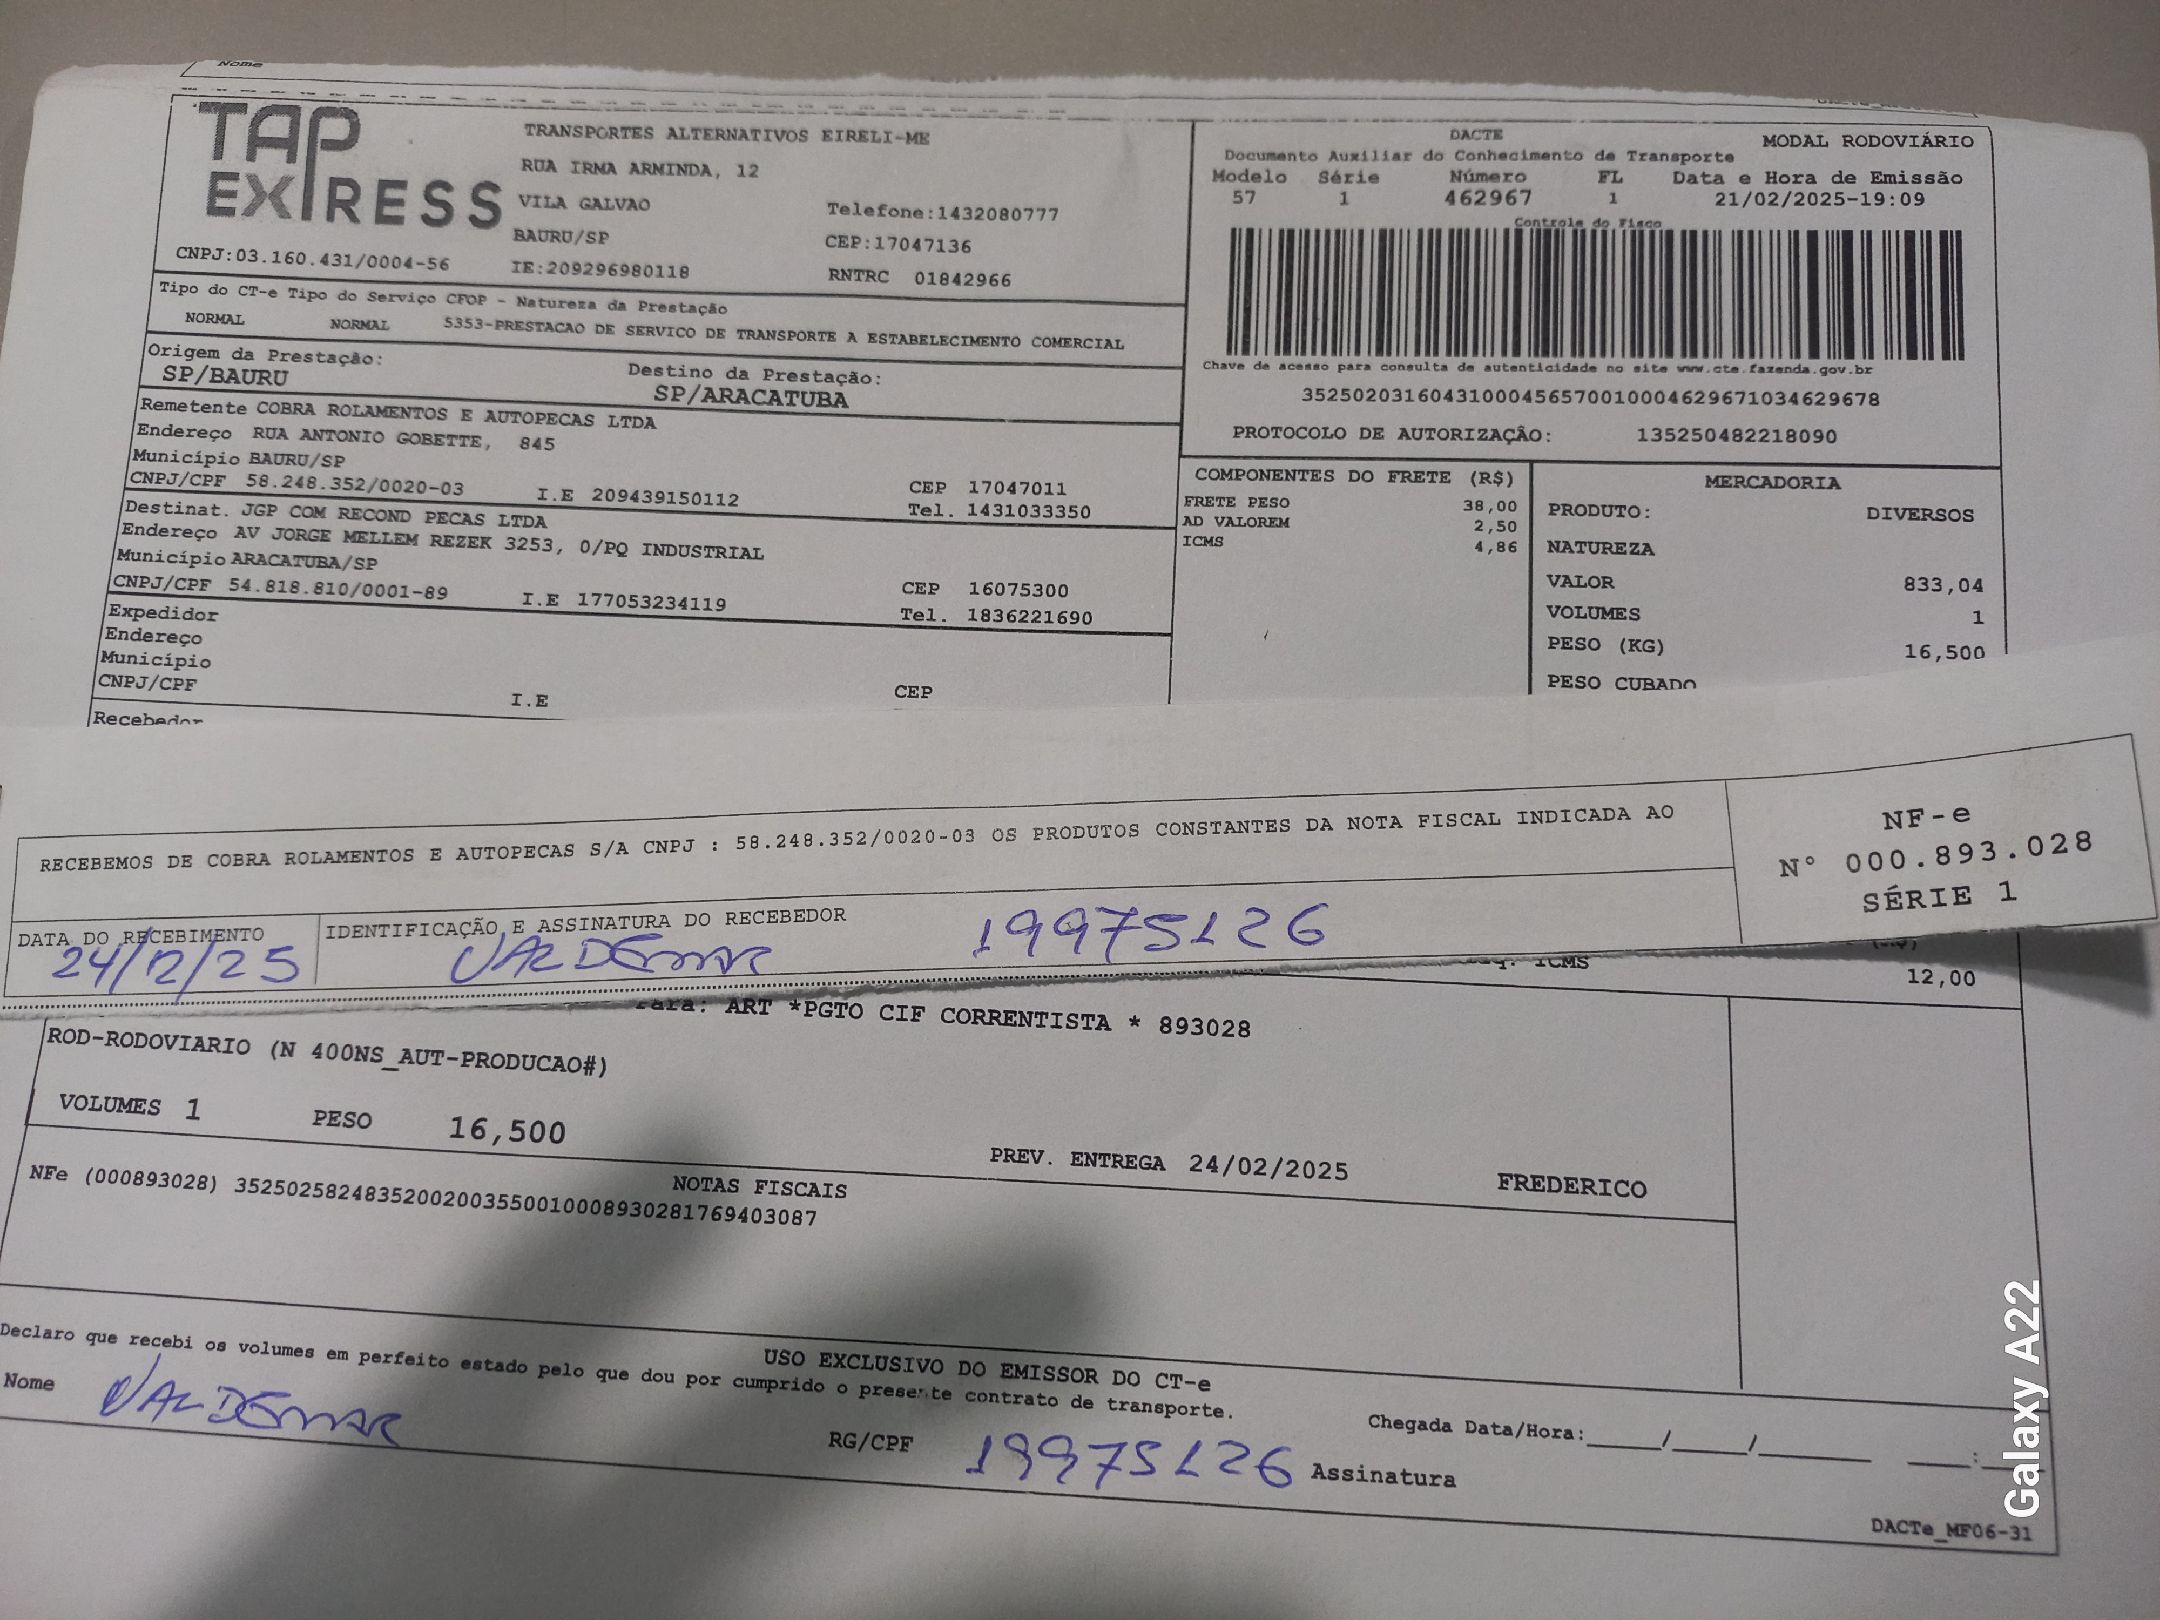 Nome
TAP EXPRESS
TRANSPORTES ALTERNATIVOS EIRELI-ME
RUA IRMA ARMINDA, 12
VILA GALVAO Telefone:1432080777
BAURU/SP CEP:17047136
CNPJ:03.160.431/0004-56 IE:209296980118 RNTRC 01842966
DACTE MODAL RODOVIÁRIO
Documento Auxiliar do Conhecimento de Transporte
Modelo Série Número FL Data e Hora de Emissão
57 1 462967 1 21/02/2025-19:09
Controle do Fisco
Chave de acesso para consulta de autenticidade no site www.cte.fazenda.gov.br
35250203160431000456570010004629671034629678
PROTOCOLO DE AUTORIZAÇÃO: 135250482218090
Tipo do CT-e Tipo do Serviço CFOP - Natureza da Prestação
NORMAL NORMAL 5353-PRESTACAO DE SERVICO DE TRANSPORTE A ESTABELECIMENTO COMERCIAL
Origem da Prestação: Destino da Prestação:
SP/BAURU SP/ARACATUBA
Remetente COBRA ROLAMENTOS E AUTOPECAS LTDA
Endereço RUA ANTONIO GOBETTE, 845
Município BAURU/SP CEP 17047011
CNPJ/CPF 58.248.352/0020-03 I.E 209439150112 Tel. 1431033350
Destinat. JGP COM RECOND PECAS LTDA
Endereço AV JORGE MELLEM REZEK 3253, 0/PQ INDUSTRIAL
Município ARACATUBA/SP CEP 16075300
CNPJ/CPF 54.818.810/0001-89 I.E 177053234119 Tel. 1836221690
Expedidor
Endereço
Município
CNPJ/CPF I.E CEP
Recebedor
COMPONENTES DO FRETE (R$)
FRETE PESO 38,00
AD VALOREM 2,50
ICMS 4,86
MERCADORIA
PRODUTO: DIVERSOS
NATUREZA
VALOR 833,04
VOLUMES 1
PESO (KG) 16,500
PESO CUBADO
RECEBEMOS DE COBRA ROLAMENTOS E AUTOPECAS S/A CNPJ : 58.248.352/0020-03 OS PRODUTOS CONSTANTES DA NOTA FISCAL INDICADA AO
NF-e
N° 000.893.028
SÉRIE 1
DATA DO RECEBIMENTO IDENTIFICAÇÃO E ASSINATURA DO RECEBEDOR
24/12/25 VALDEMAR 19975126
ICMS 12,00
Para: ART *PGTO CIF CORRENTISTA * 893028
ROD-RODOVIARIO (N 400NS_AUT-PRODUCAO#)
VOLUMES 1 PESO 16,500
PREV. ENTREGA 24/02/2025 FREDERICO
NOTAS FISCAIS
NFe (000893028) 35250258248352002003550010008930281769403087
USO EXCLUSIVO DO EMISSOR DO CT-e
Declaro que recebi os volumes em perfeito estado pelo que dou por cumprido o presente contrato de transporte.
Nome VALDEMAR RG/CPF 19975126 Assinatura
Chegada Data/Hora:____/____/______ ____:____
DACTe_MF06-31
Galaxy A22